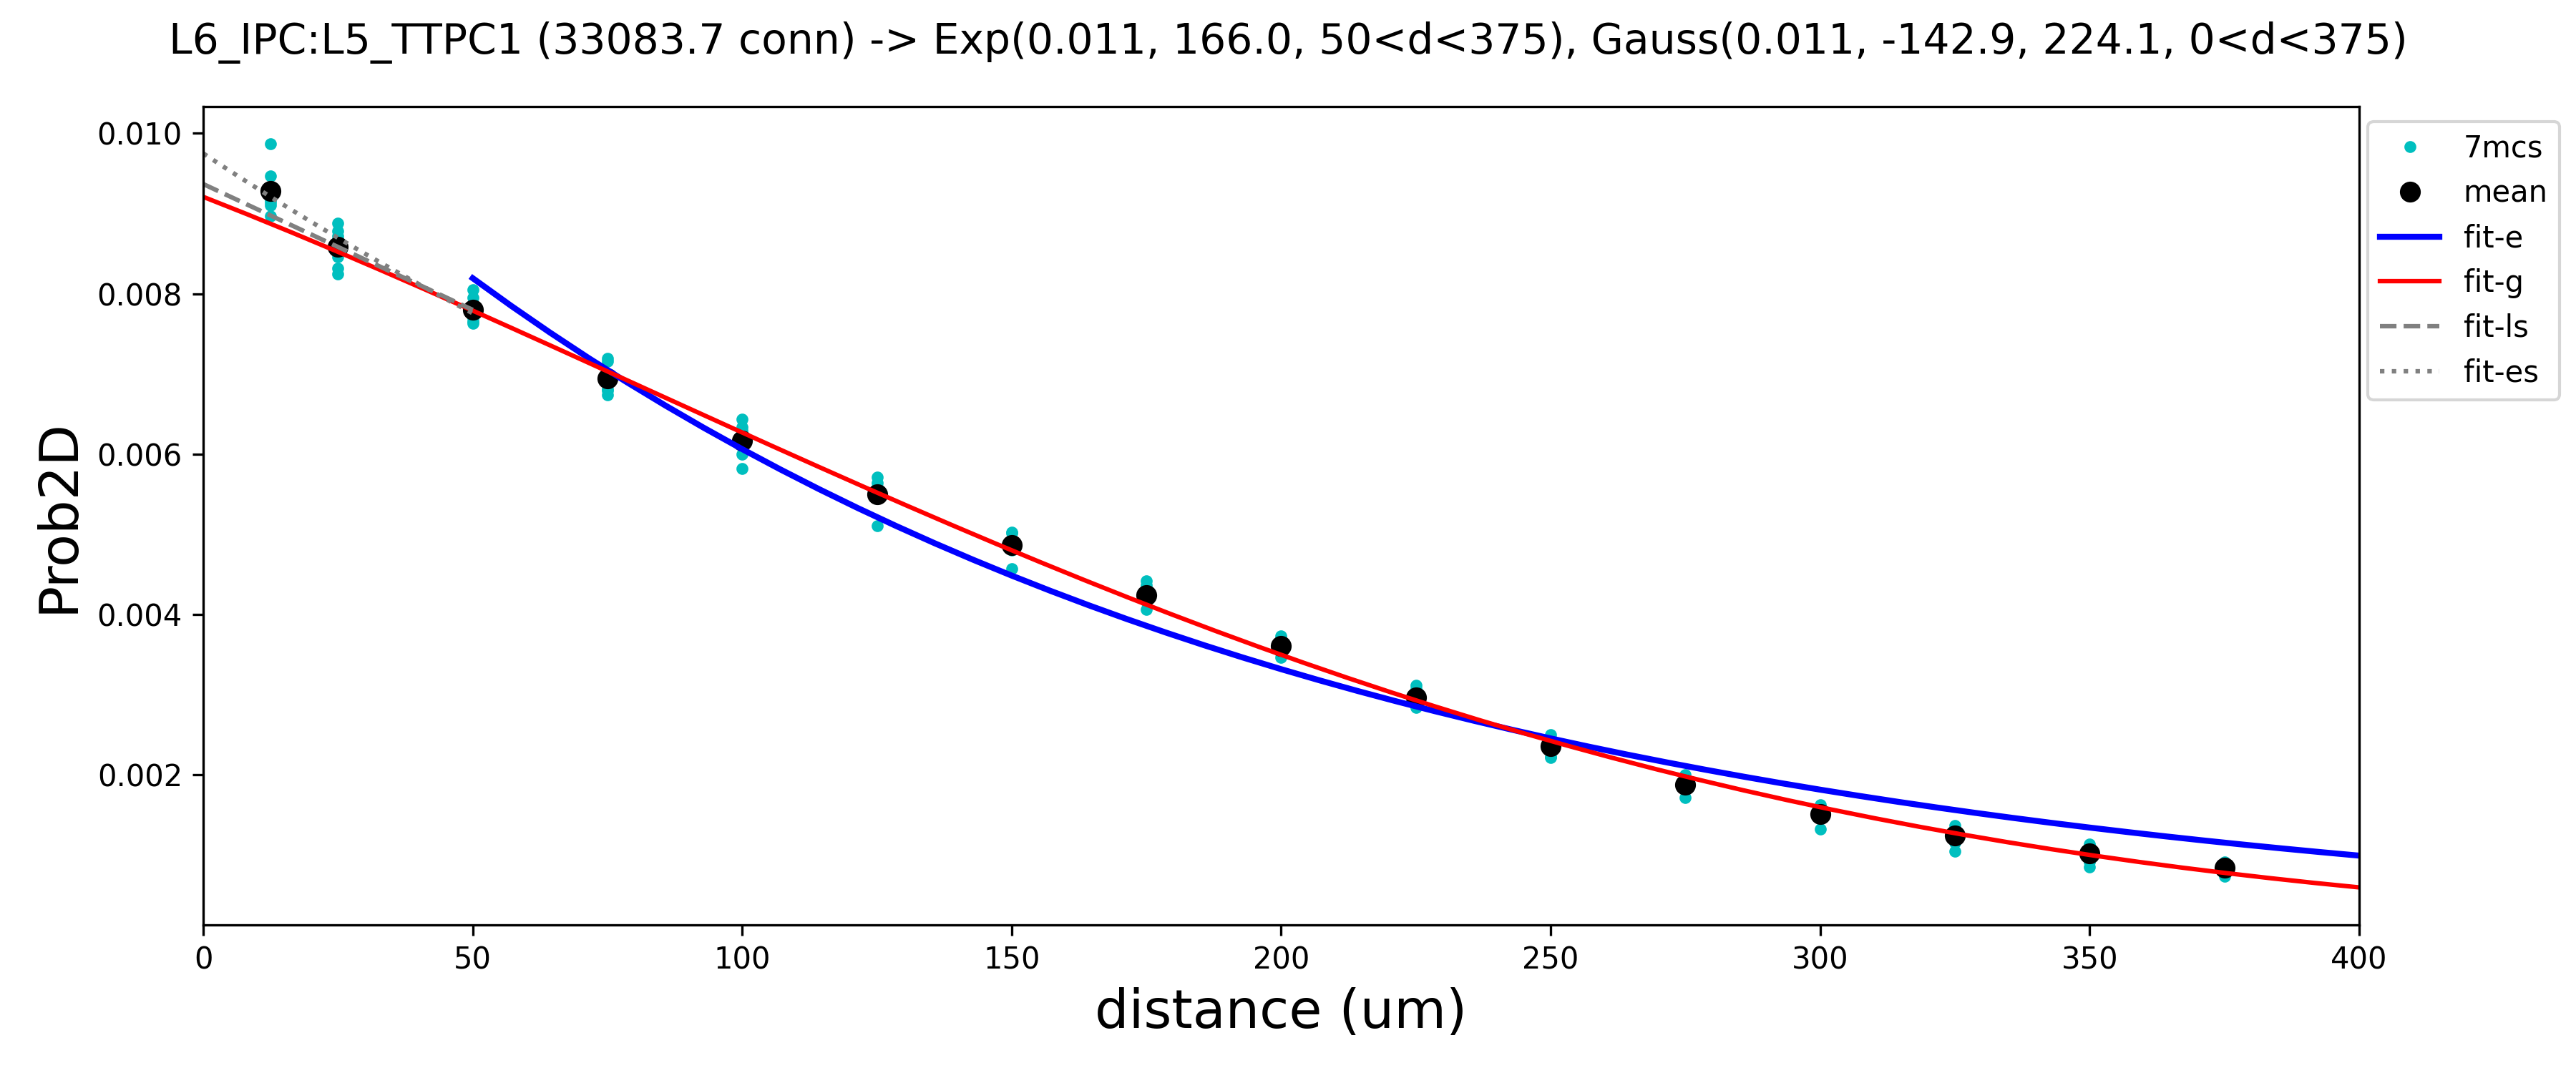 L6_IPC:L5_TTPC1 (33083.7 conn) -> Exp(0.011, 166.0, 50<d<375), Gauss(0.011, -142.9, 224.1, 0<d<375)
0.010
0.008
0.006
0.004
0.002
Prob2D
0 50 100 150 200 250 300 350 400
distance (um)
7mcs
mean
fit-e
fit-g
fit-ls
fit-es